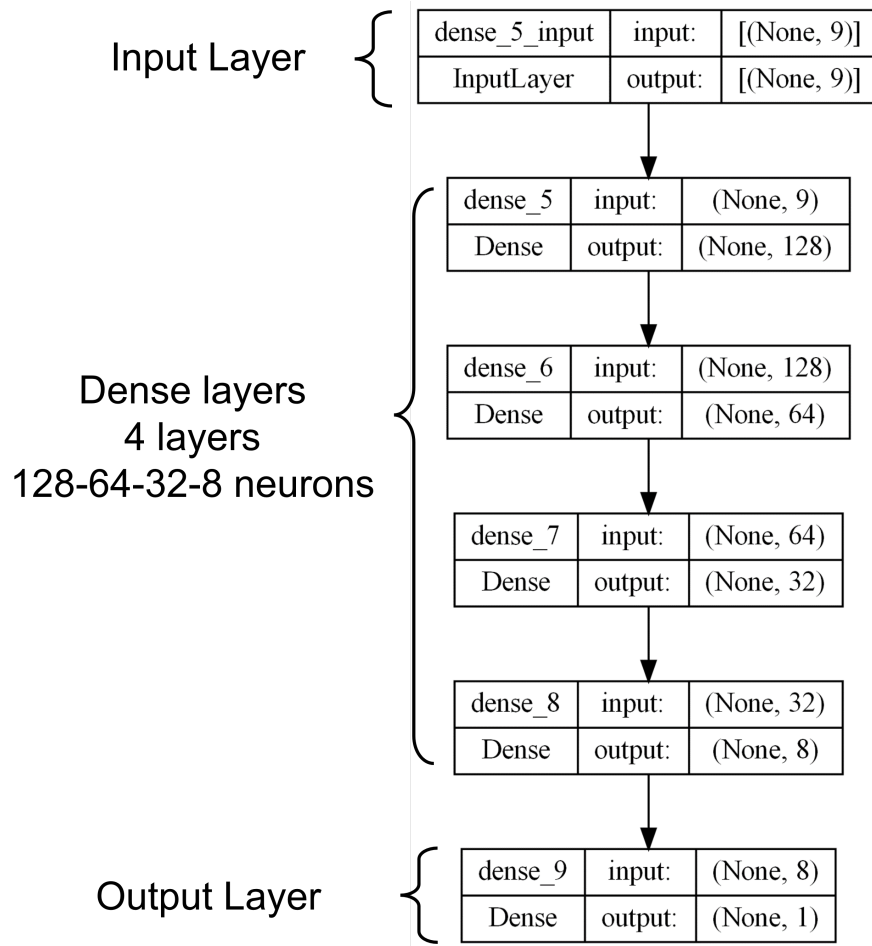 Input Layer
dense_5_input input: [(None, 9)]
InputLayer output: [(None, 9)]
dense_5 input: (None, 9)
Dense output: (None, 128)
Dense layers
4 layers
128-64-32-8 neurons
dense_6 input: (None, 128)
Dense output: (None, 64)
dense_7 input: (None, 64)
Dense output: (None, 32)
dense_8 input: (None, 32)
Dense output: (None, 8)
Output Layer
dense_9 input: (None, 8)
Dense output: (None, 1)